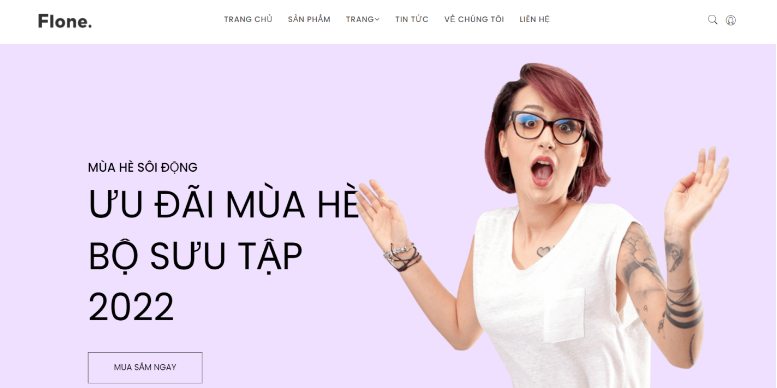 Flone.
TRANG CHỦ SẢN PHẨM TRANG TIN TỨC VỀ CHÚNG TÔI LIÊN HỆ
MÙA HÈ SÔI ĐỘNG
ƯU ĐÃI MÙA HÈ
BỘ SƯU TẬP
2022
MUA SẮM NGAY